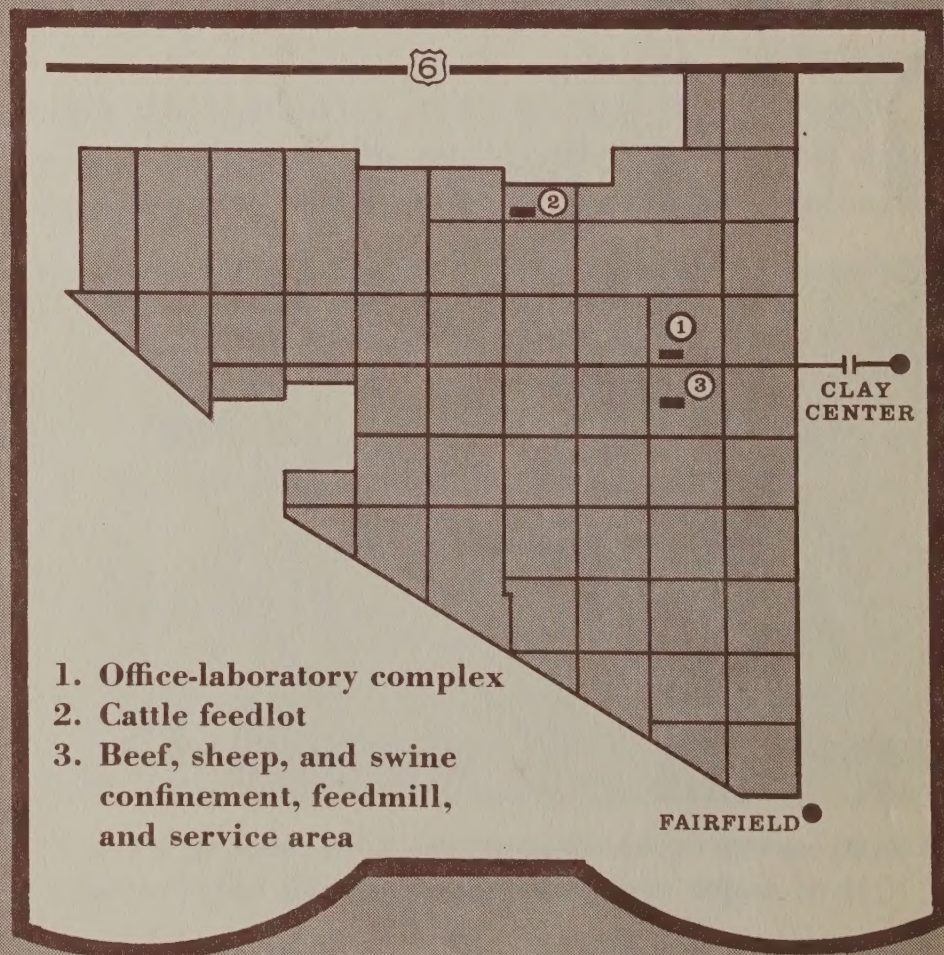 6
2
1
3
CLAY
CENTER
1. Office-laboratory complex
2. Cattle feedlot
3. Beef, sheep, and swine
confinement, feedmill,
and service area
FAIRFIELD